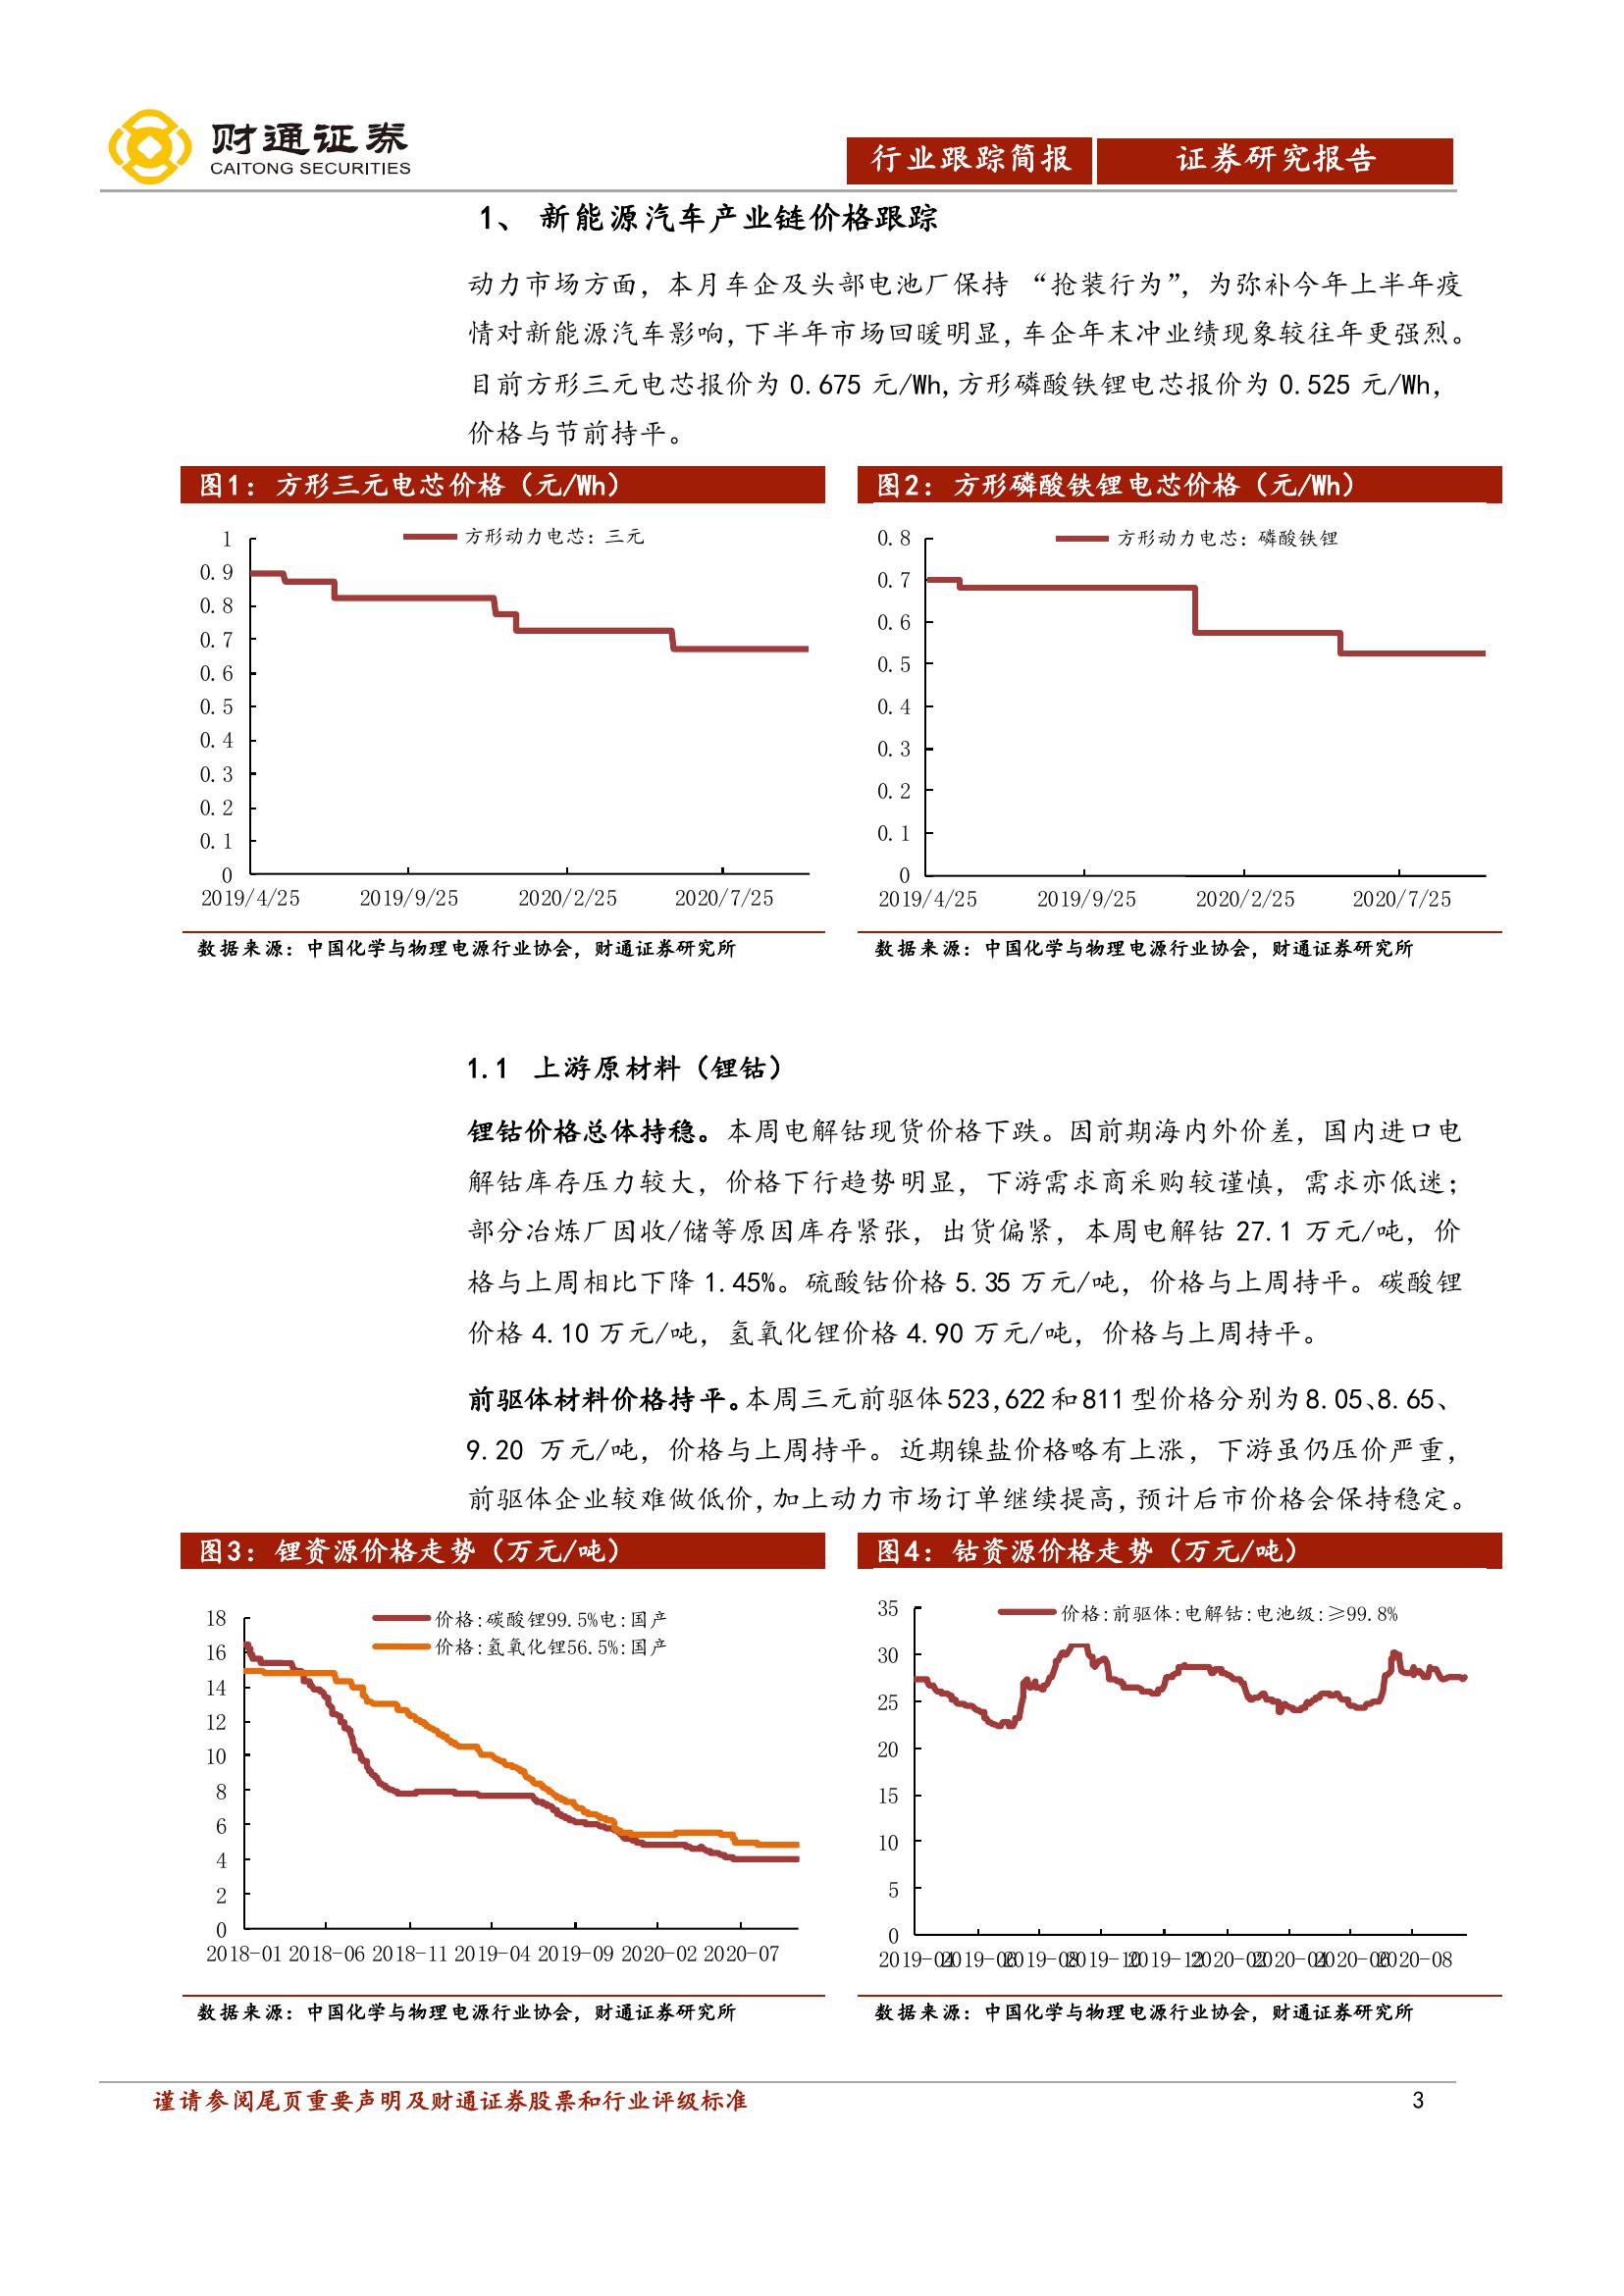 财通证券
CAITONG SECURITIES
行业跟踪简报 证券研究报告
1、 新能源汽车产业链价格跟踪
动力市场方面，本月车企及头部电池厂保持 “抢装行为”，为弥补今年上半年疫
情对新能源汽车影响，下半年市场回暖明显，车企年末冲业绩现象较往年更强烈。
目前方形三元电芯报价为 0.675 元/Wh,方形磷酸铁锂电芯报价为 0.525 元/Wh，
价格与节前持平。
图1：方形三元电芯价格（元/Wh）
方形动力电芯：三元
1
0.9
0.8
0.7
0.6
0.5
0.4
0.3
0.2
0.1
0
2019/4/25 2019/9/25 2020/2/25 2020/7/25
数据来源：中国化学与物理电源行业协会，财通证券研究所
图2：方形磷酸铁锂电芯价格（元/Wh）
方形动力电芯：磷酸铁锂
0.8
0.7
0.6
0.5
0.4
0.3
0.2
0.1
0
2019/4/25 2019/9/25 2020/2/25 2020/7/25
数据来源：中国化学与物理电源行业协会，财通证券研究所
1.1 上游原材料（锂钴）
锂钴价格总体持稳。本周电解钴现货价格下跌。因前期海内外价差，国内进口电
解钴库存压力较大，价格下行趋势明显，下游需求商采购较谨慎，需求亦低迷；
部分冶炼厂因收/储等原因库存紧张，出货偏紧，本周电解钴 27.1 万元/吨，价
格与上周相比下降 1.45%。硫酸钴价格 5.35 万元/吨，价格与上周持平。碳酸锂
价格 4.10 万元/吨，氢氧化锂价格 4.90 万元/吨，价格与上周持平。
前驱体材料价格持平。本周三元前驱体 523,622 和 811 型价格分别为 8.05、8.65、
9.20 万元/吨，价格与上周持平。近期镍盐价格略有上涨，下游虽仍压价严重，
前驱体企业较难做低价，加上动力市场订单继续提高，预计后市价格会保持稳定。
图3：锂资源价格走势（万元/吨）
价格:碳酸锂99.5%电:国产
价格:氢氧化锂56.5%:国产
18
16
14
12
10
8
6
4
2
0
2018-01 2018-06 2018-11 2019-04 2019-09 2020-02 2020-07
数据来源：中国化学与物理电源行业协会，财通证券研究所
图4：钴资源价格走势（万元/吨）
价格:前驱体:电解钴:电池级:≥99.8%
35
30
25
20
15
10
5
0
2019-04 2019-06 2019-08 2019-10 2019-12 2020-02 2020-04 2020-06 2020-08
数据来源：中国化学与物理电源行业协会，财通证券研究所
谨请参阅尾页重要声明及财通证券股票和行业评级标准 3